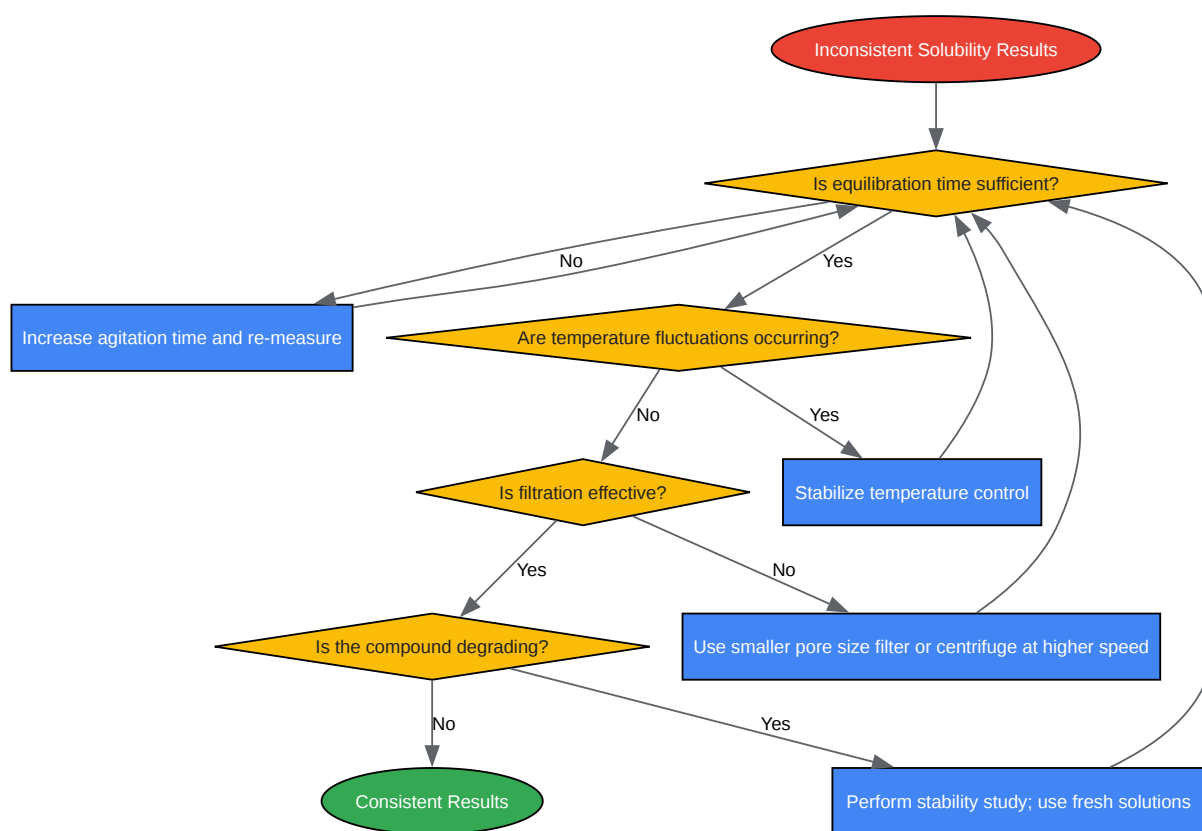 Inconsistent Solubility Results
Is equilibration time sufficient?
No
Yes
Increase agitation time and re-measure
Are temperature fluctuations occurring?
No
Yes
Is filtration effective?
Stabilize temperature control
Yes
No
Is the compound degrading?
Use smaller pore size filter or centrifuge at higher speed
No
Yes
Consistent Results
Perform stability study; use fresh solutions